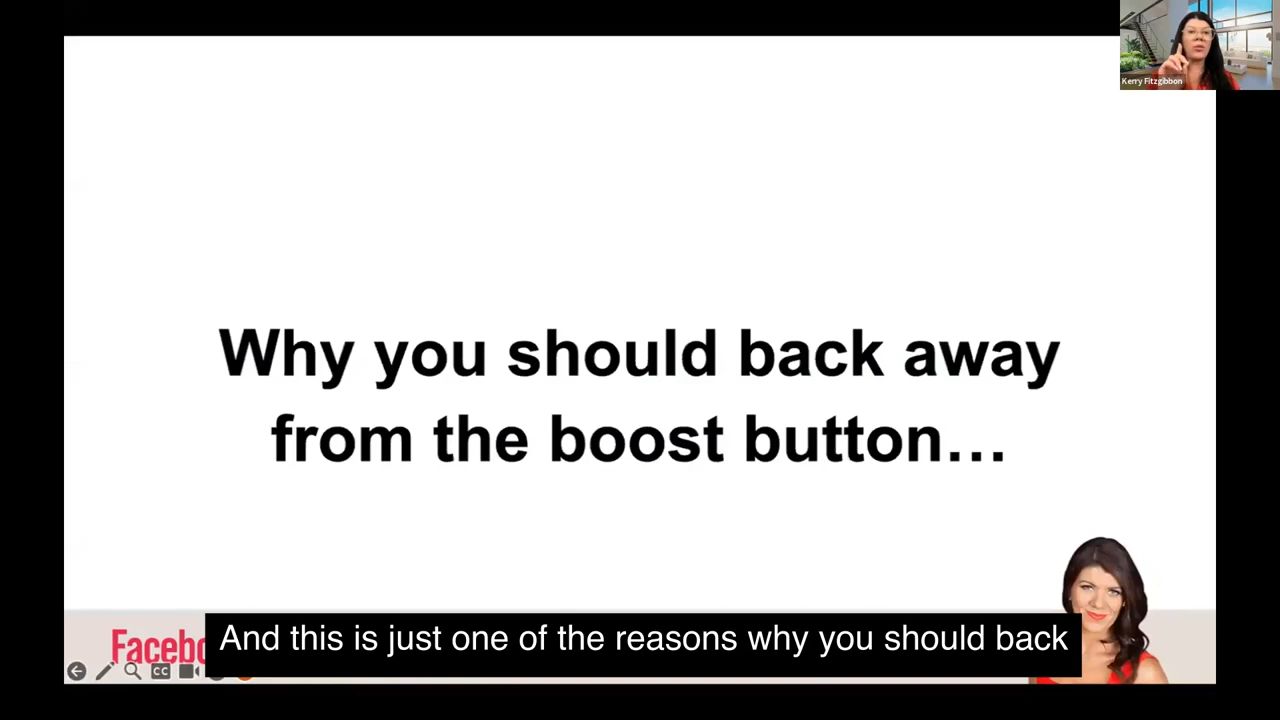 Kerry Fitzgibbon
Why you should back away
from the boost button…
And this is just one of the reasons why you should back
CC